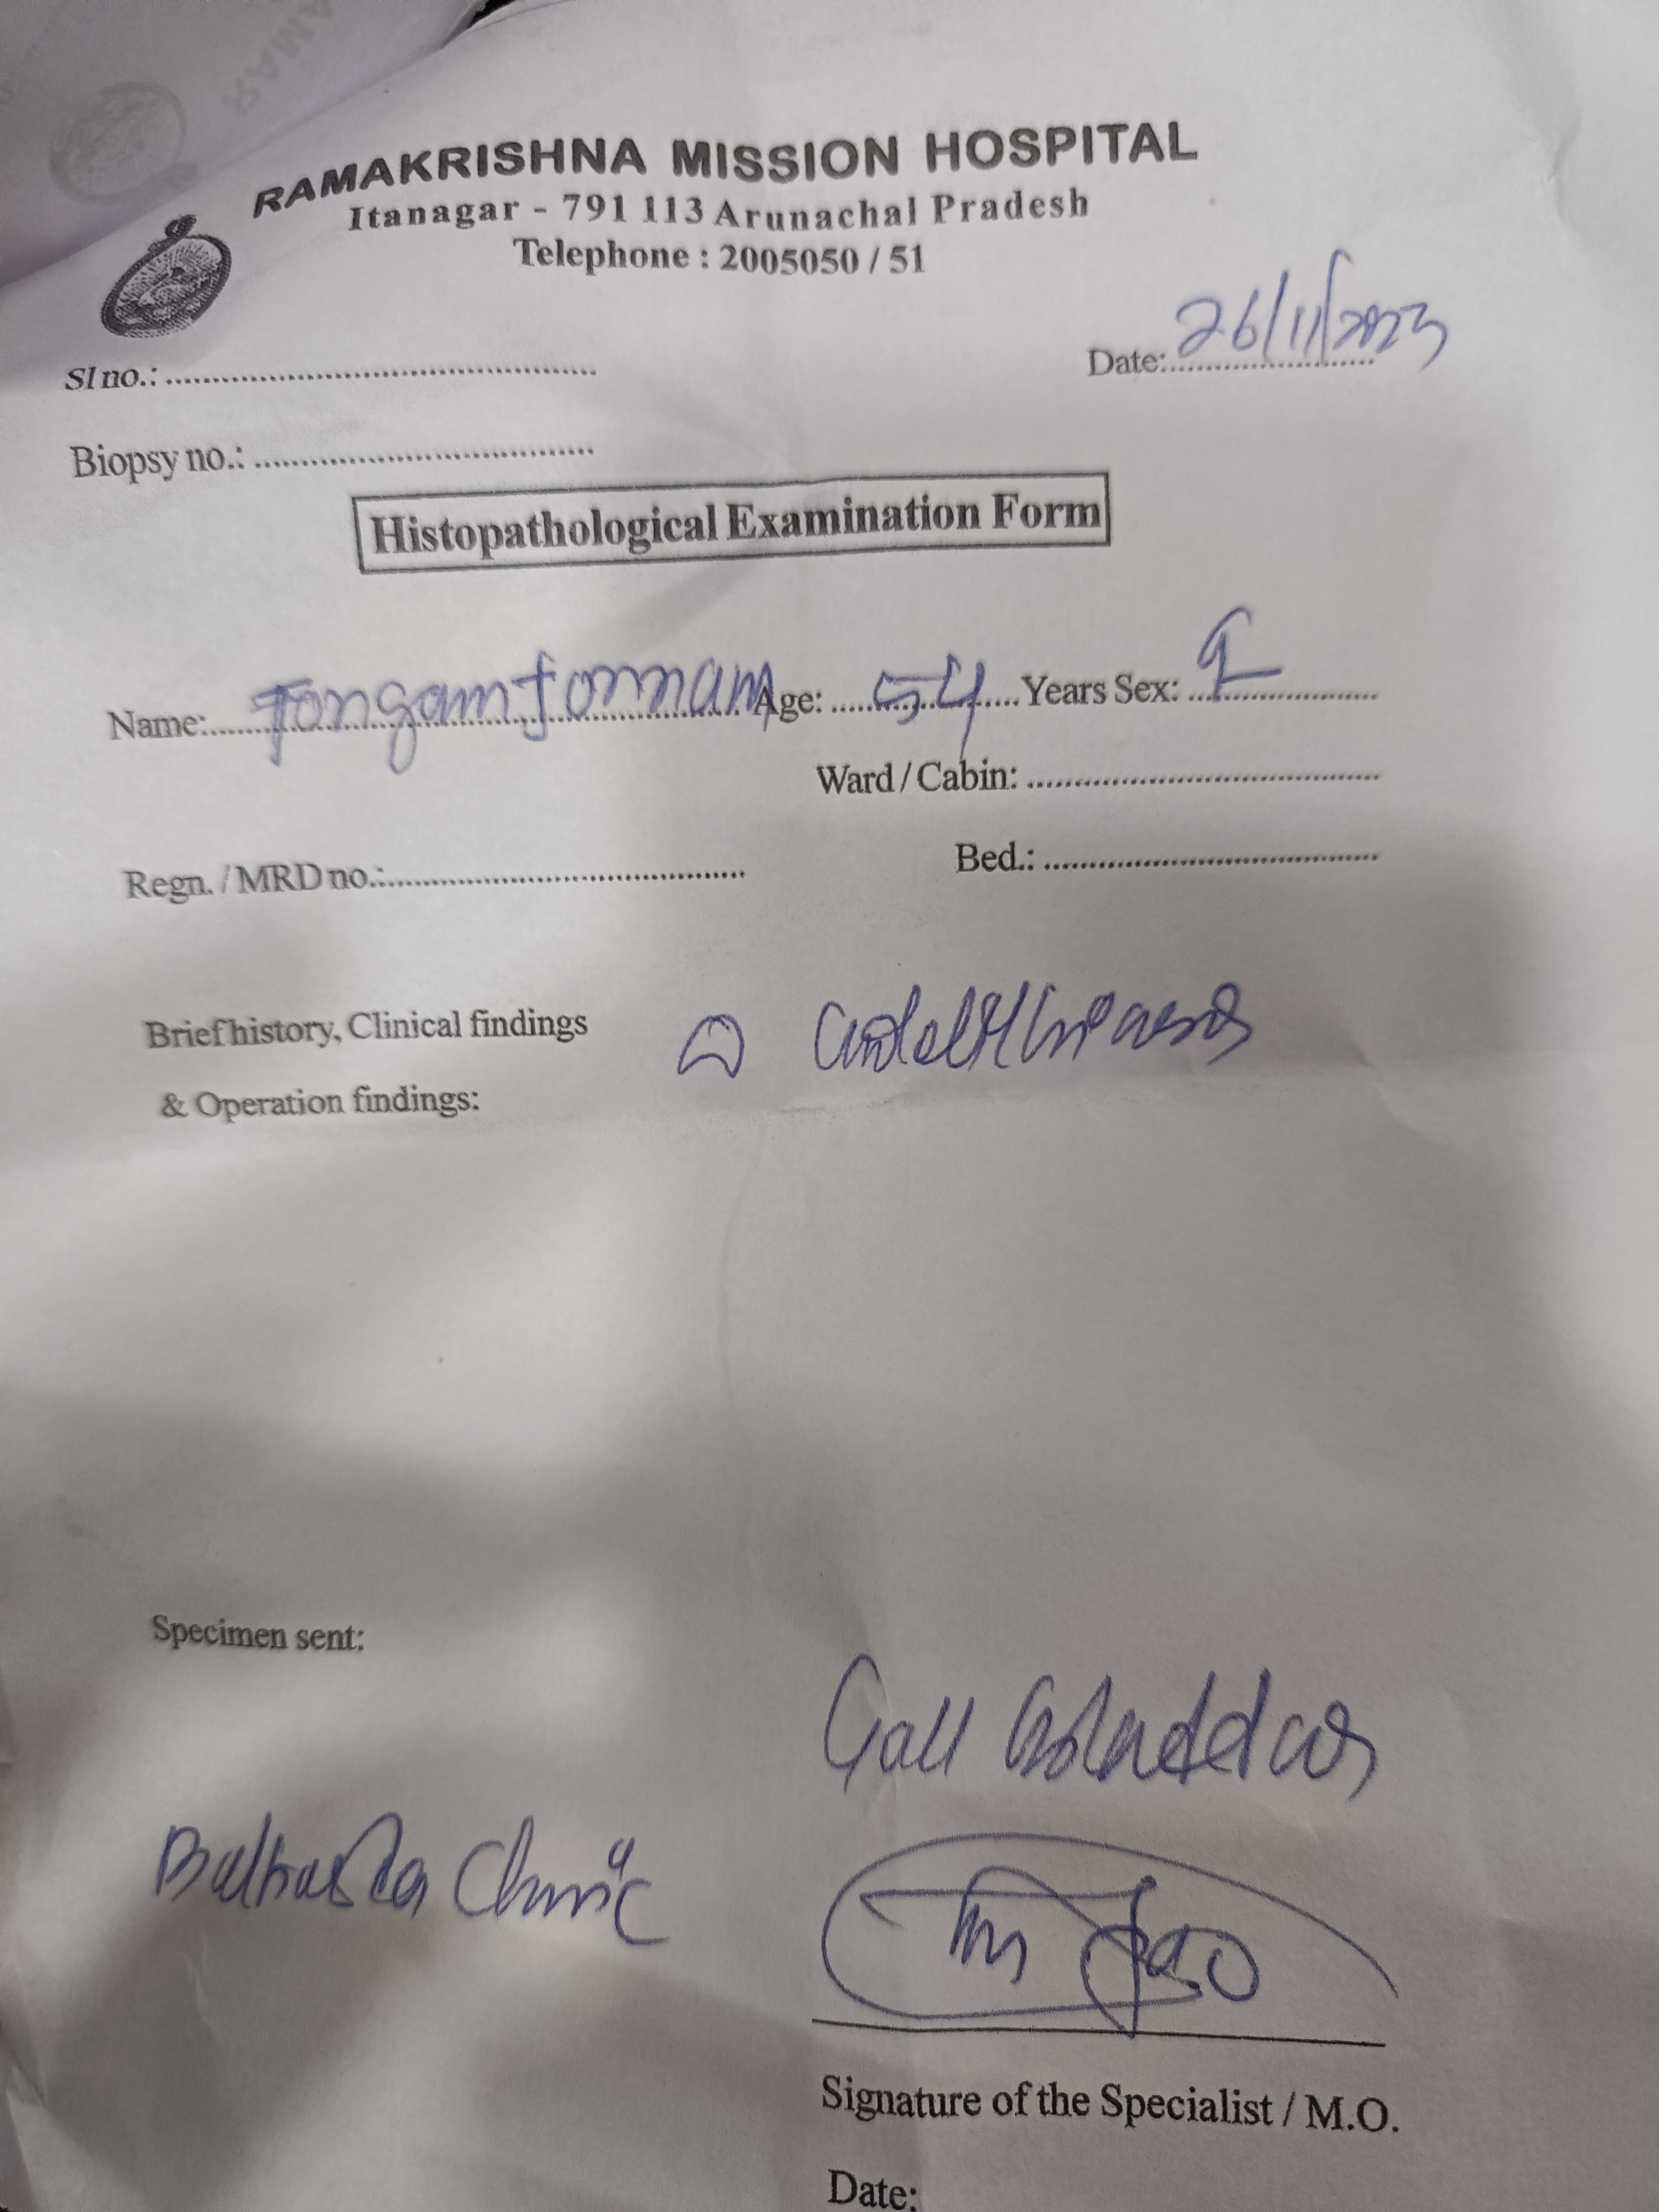 RAMAKRISHNA MISSION HOSPITAL
Itanagar - 791 113 Arunachal Pradesh
Telephone : 2005050 / 51
Sl no.: ..........
Date: 26/11/2023
Biopsy no.: ..........
Histopathological Examination Form
Name: Age: 54 Years Sex: ♀
Ward / Cabin: ..........
Regn. / MRD no.: .......... Bed.: ..........
Brief history, Clinical findings
& Operation findings:
Specimen sent:
Gall Bladder
Clinic
Signature of the Specialist / M.O.
Date: